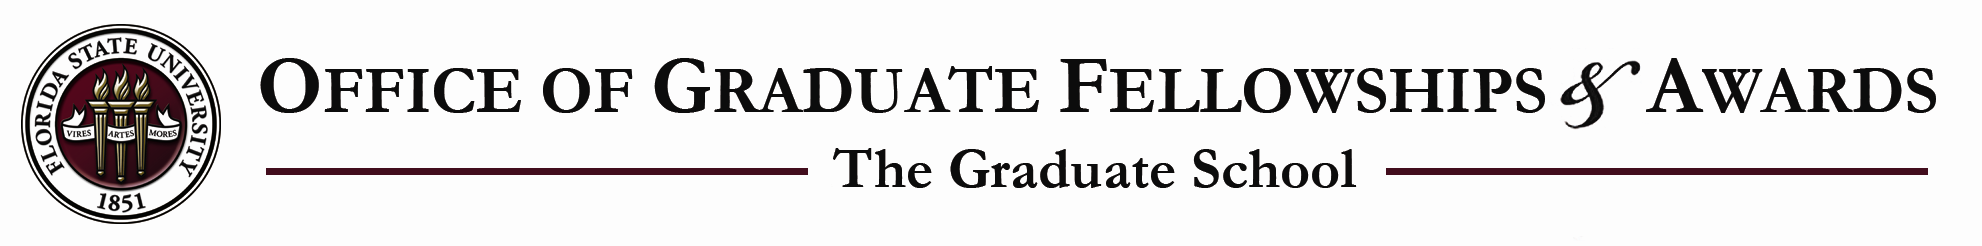 FLORIDA STATE UNIVERSITY
VIRES ARTES MORES
1851
OFFICE OF GRADUATE FELLOWSHIPS & AWARDS
The Graduate School